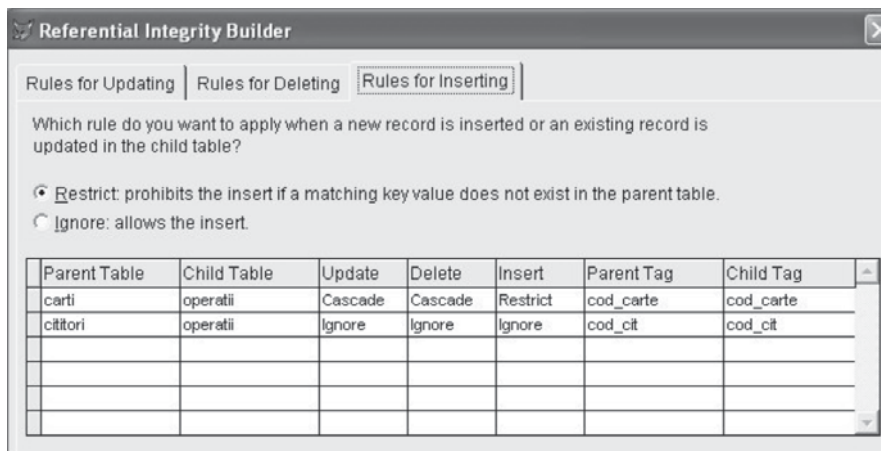 Referential Integrity Builder
Rules for Updating Rules for Deleting Rules for Inserting
Which rule do you want to apply when a new record is inserted or an existing record is
updated in the child table?
Restrict: prohibits the insert if a matching key value does not exist in the parent table.
Ignore: allows the insert.
Parent Table Child Table Update Delete Insert Parent Tag Child Tag
carti operatii Cascade Cascade Restrict cod_carte cod_carte
cititori operatii Ignore Ignore Ignore cod_cit cod_cit